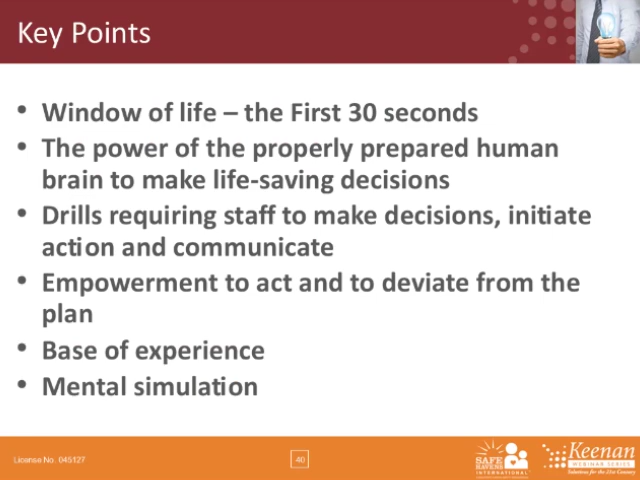 Key Points
• Window of life – the First 30 seconds
• The power of the properly prepared human
brain to make life-saving decisions
• Drills requiring staff to make decisions, initiate
action and communicate
• Empowerment to act and to deviate from the
plan
• Base of experience
• Mental simulation
License No. 045127
40
SAFE
HAVENS
INTERNATIONAL
Keenan
WEBINAR SERIES
Solutions for the 21st Century